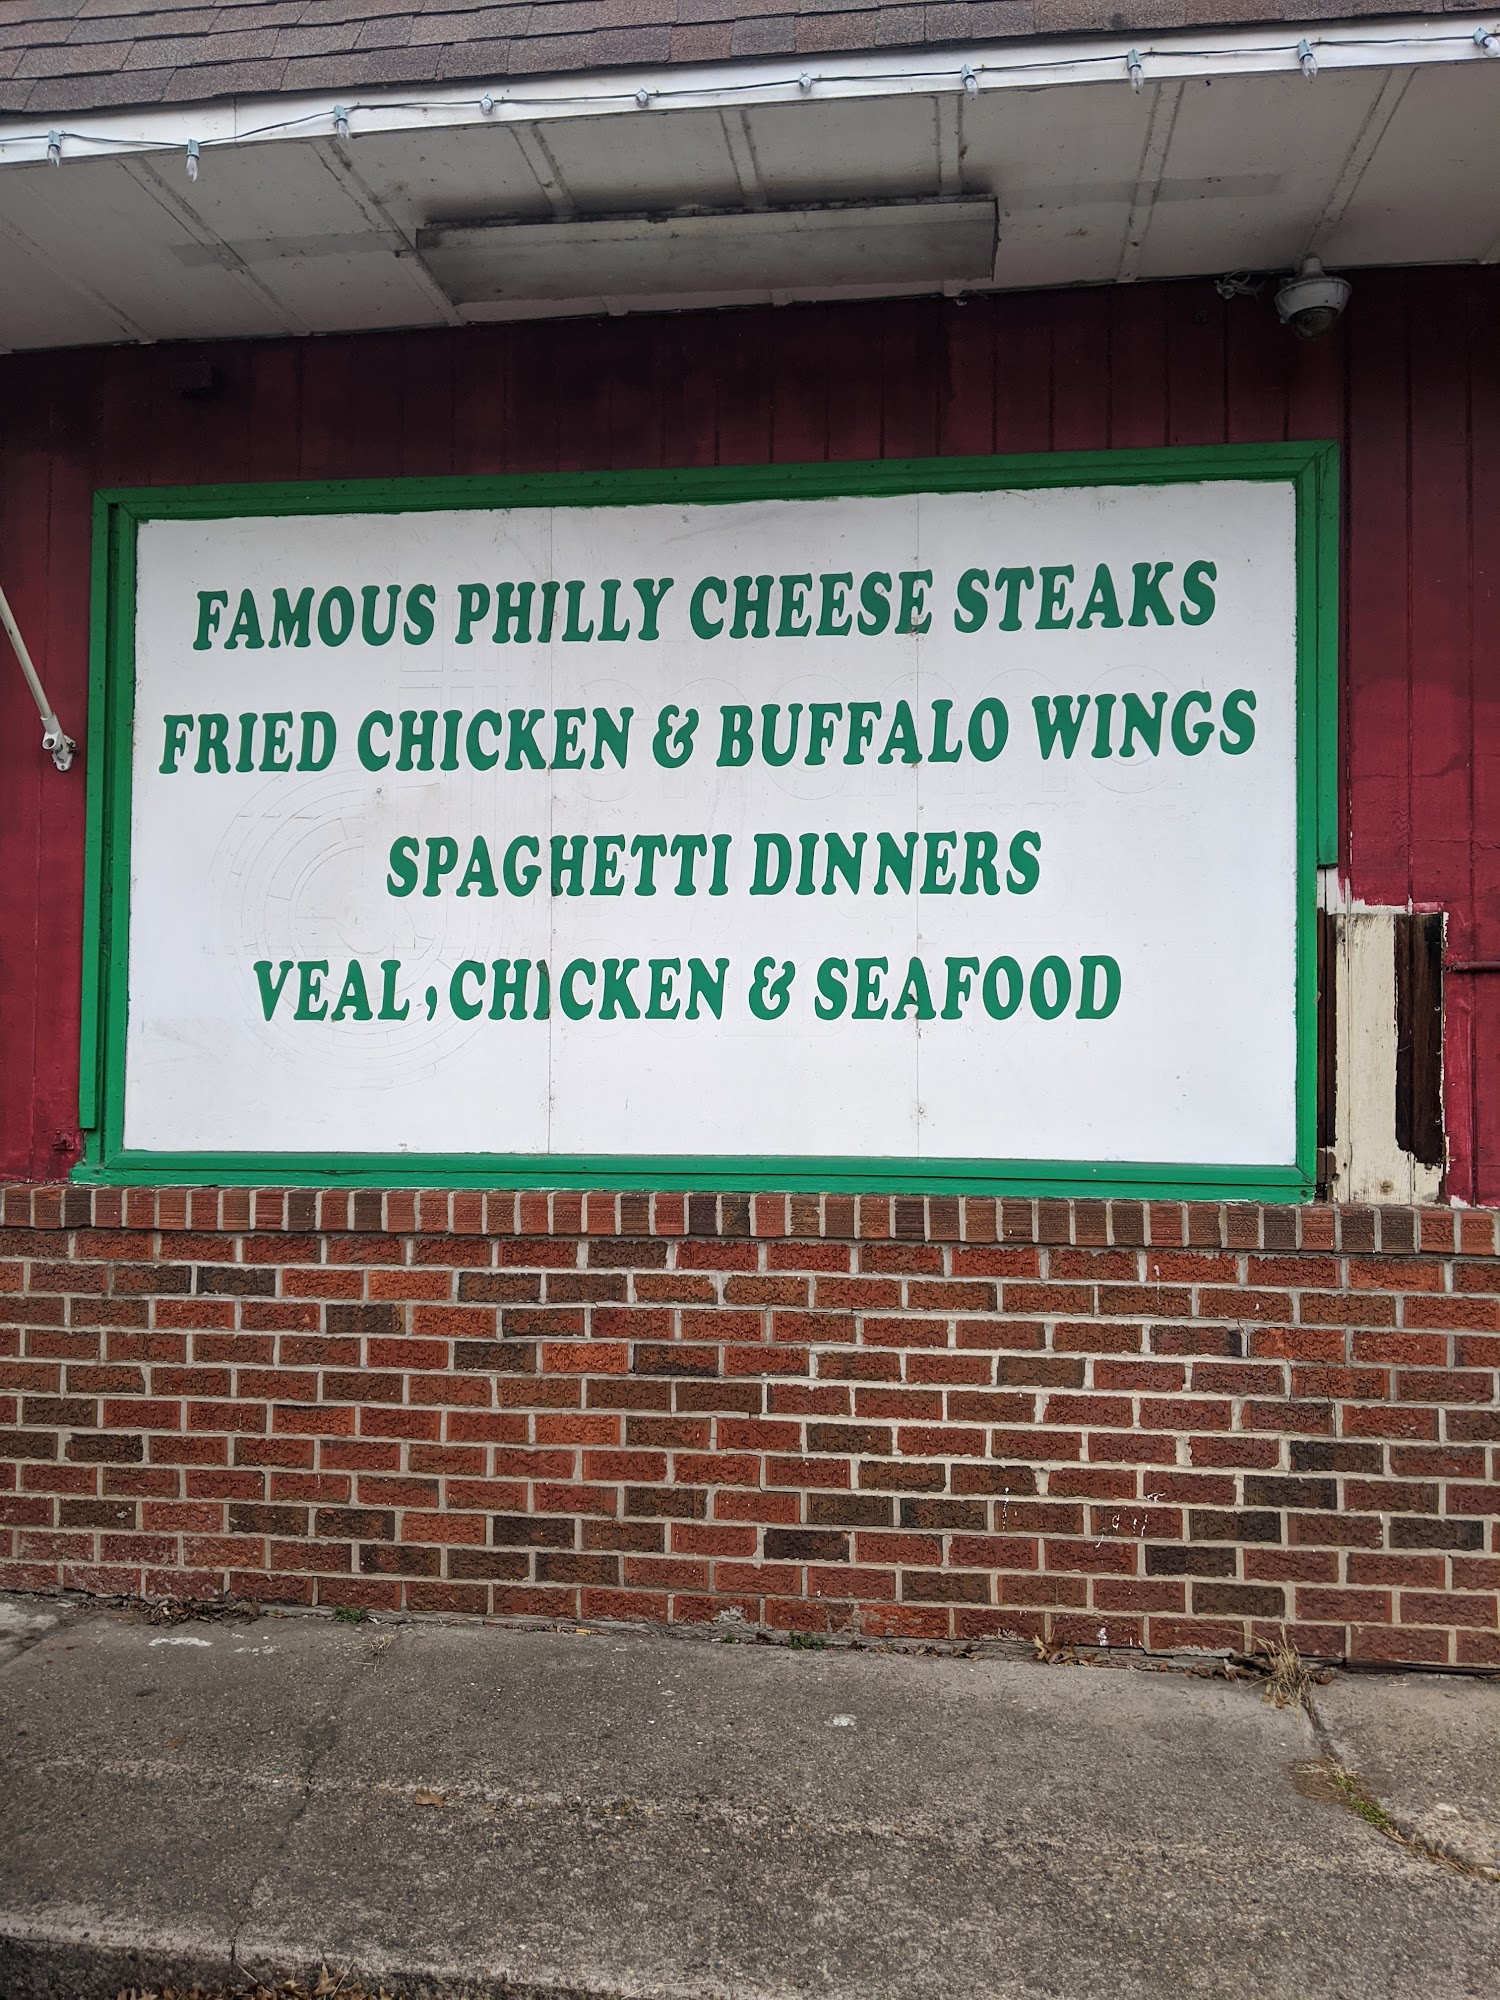 FAMOUS PHILLY CHEESE STEAKS
FRIED CHICKEN & BUFFALO WINGS
SPAGHETTI DINNERS
VEAL, CHICKEN & SEAFOOD